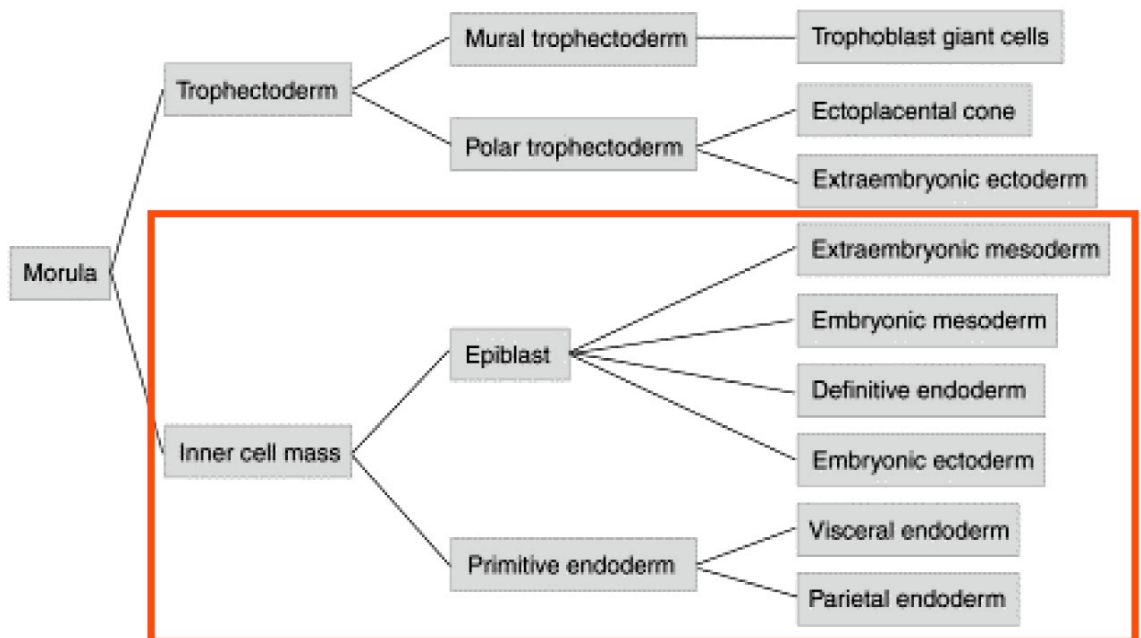 Morula
Trophectoderm
Inner cell mass
Mural trophectoderm
Polar trophectoderm
Epiblast
Primitive endoderm
Trophoblast giant cells
Ectoplacental cone
Extraembryonic ectoderm
Extraembryonic mesoderm
Embryonic mesoderm
Definitive endoderm
Embryonic ectoderm
Visceral endoderm
Parietal endoderm